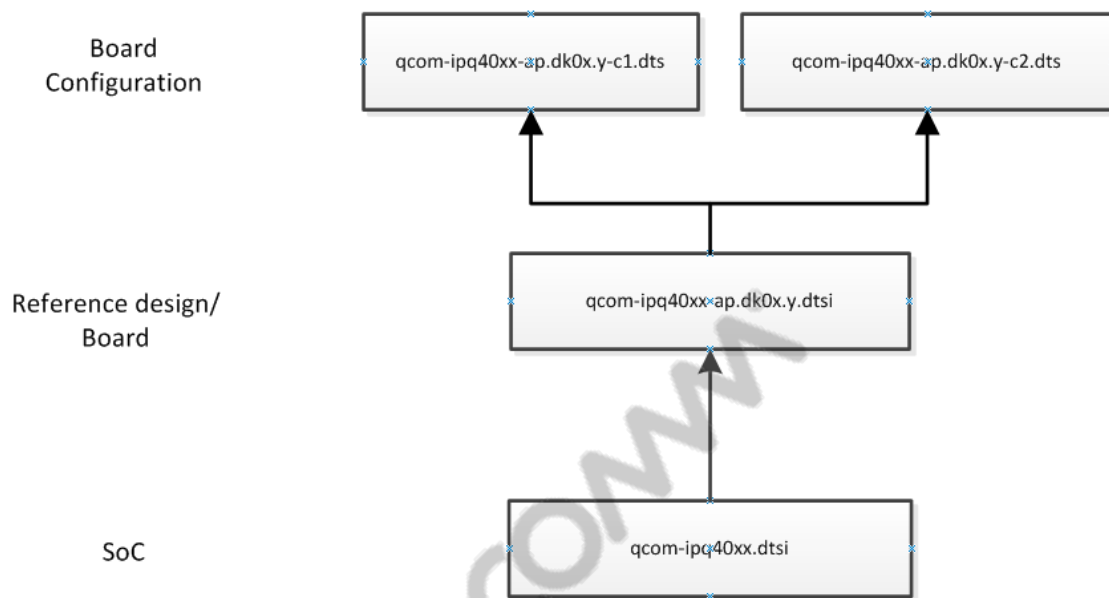 Board
Configuration
qcom-ipq40xx-ap.dk0x.y-c1.dts
qcom-ipq40xx-ap.dk0x.y-c2.dts
Reference design/
Board
qcom-ipq40xx-ap.dk0x.y.dtsi
SoC
qcom-ipq40xx.dtsi
COMM